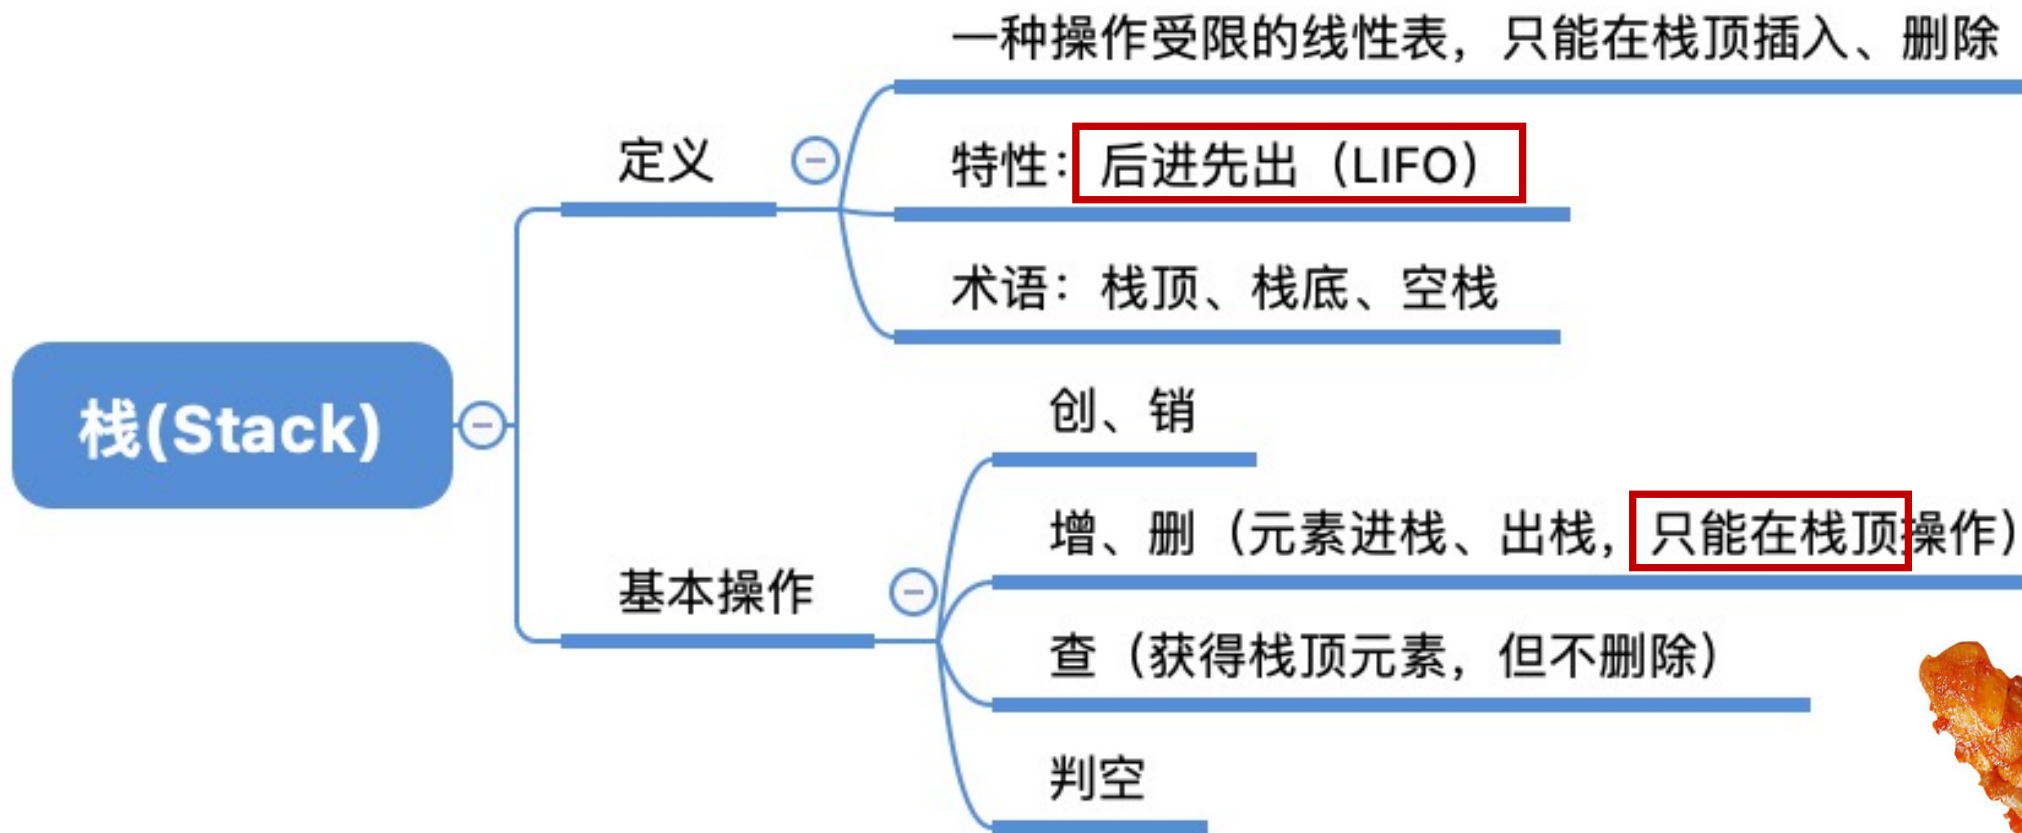 一种操作受限的线性表，只能在栈顶插入、删除
定义
特性：后进先出（LIFO）
术语：栈顶、栈底、空栈
栈(Stack)
创、销
增、删（元素进栈、出栈，只能在栈顶操作）
基本操作
查（获得栈顶元素，但不删除）
判空